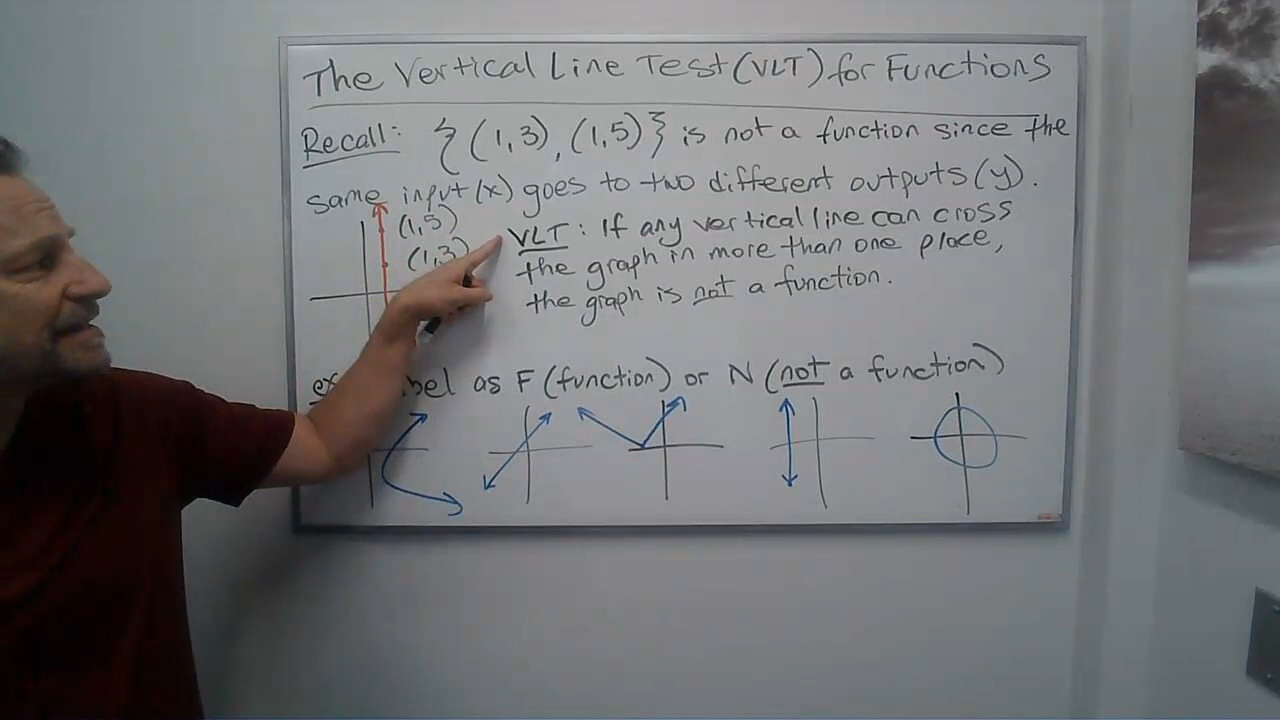 The Vertical Line Test (VLT) for Functions
Recall: {(1,3), (1,5)} is not a function since the
same input (x) goes to two different outputs (y).
(1,5)
(1,3)
VLT: If any vertical line can cross
the graph in more than one place,
the graph is not a function.
as F (function) or N (not a function)